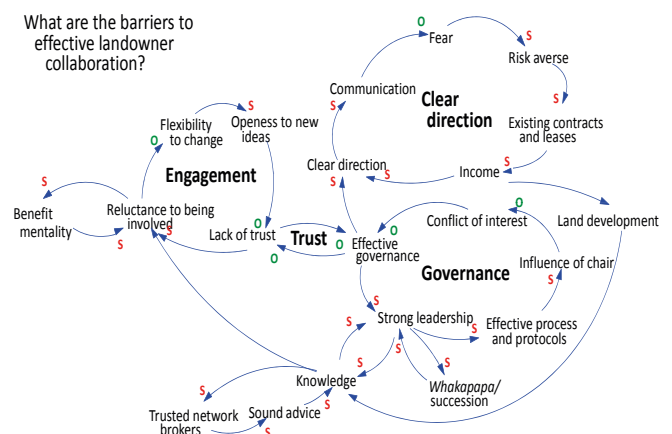 What are the barriers to
effective landowner
collaboration?
O
Fear
S
Risk averse
S
Communication
S
Clear
direction
Existing contracts
and leases
S
Flexibility
to change
O
S
Openess to new
ideas
Engagement
Clear direction
S
S
Income
S
Benefit
mentality
S
Reluctance to being
involved
S
S
Lack of trust
O
O
Trust
O
Effective
governance
O
Conflict of interest
O
Land development
Governance
Influence of chair
S
S
Strong leadership
S
Effective process
and protocols
S
S
S
S
Whakapapa/
succession
Knowledge
S
S
Trusted network
brokers
S
Sound advice
S